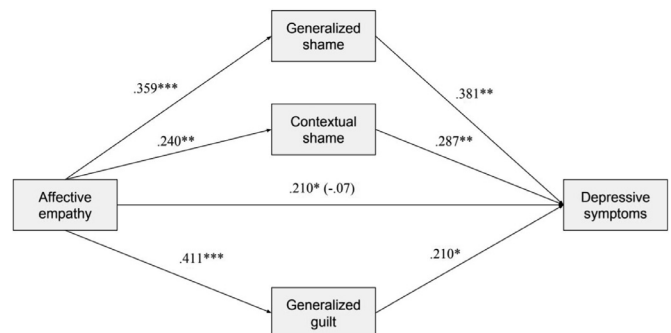 Generalized
shame
.359***
.381**
Contextual
shame
.240**
.287**
Affective
empathy
.210* (-.07)
Depressive
symptoms
.411***
.210*
Generalized
guilt